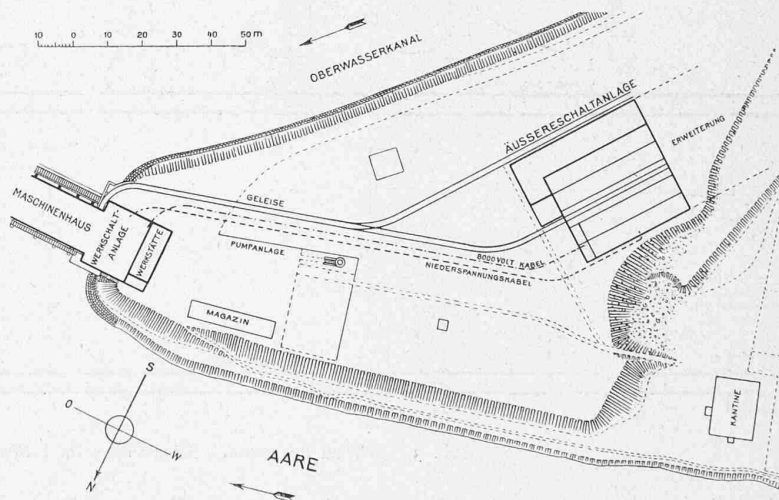 10 0 10 20 30 40 50 m
OBERWASSERKANAL
ÄUSSERESCHALTANLAGE
ERWEITERUNG
MASCHINENHAUS
WERKSCHALT-
ANLAGE
WERKSTÄTTE
GELEISE
PUMPANLAGE
8000 VOLT KABEL
NIEDERSPANNUNGSKABEL
MAGAZIN
KANTINE
S
O
W
N
AARE